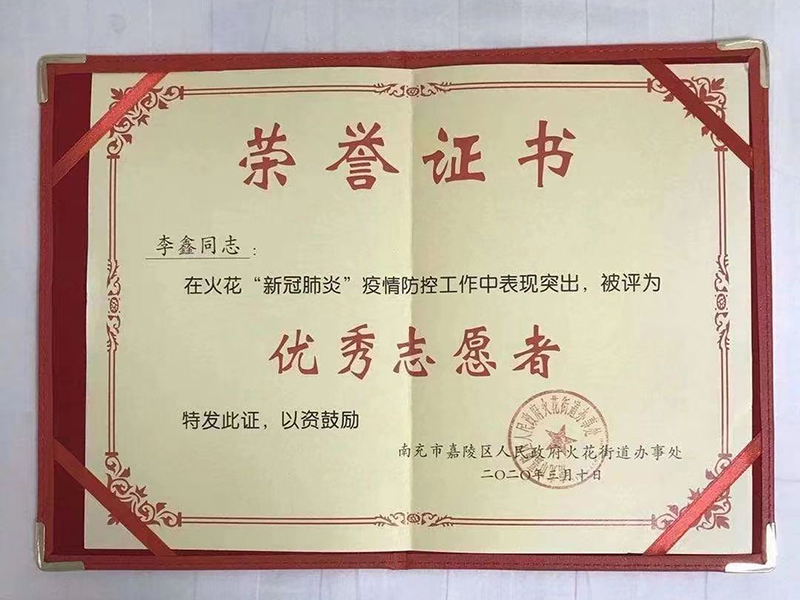 荣誉证书
李鑫同志：
在火花“新冠肺炎”疫情防控工作中表现突出，被评为
优秀志愿者
特发此证，以资鼓励
南充市嘉陵区人民政府火花街道办事处
二〇二〇年三月十日